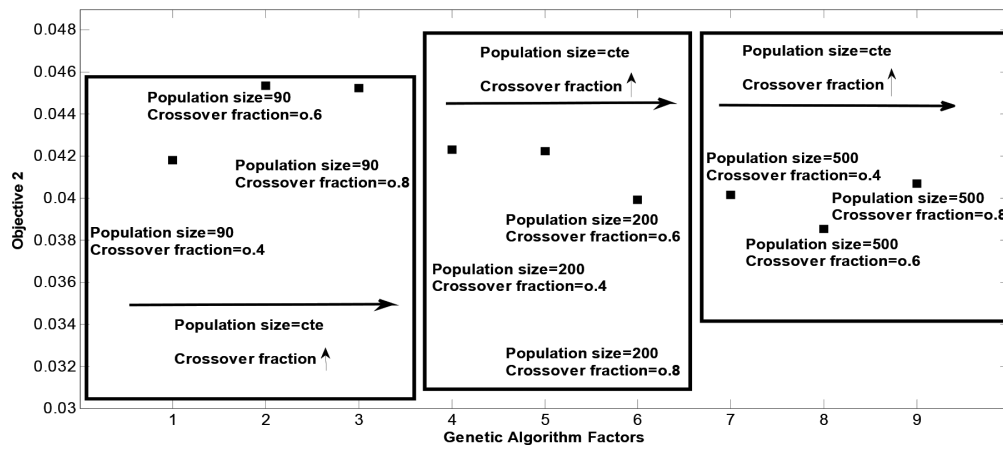 0.048
0.046
0.044
0.042
0.04
0.038
0.036
0.034
0.032
0.03
Objective 2
Population size=90
Crossover fraction=o.6
Population size=90
Crossover fraction=o.8
Population size=90
Crossover fraction=o.4
Population size=cte
Crossover fraction
Population size=cte
Crossover fraction
Population size=200
Crossover fraction=o.6
Population size=200
Crossover fraction=o.4
Population size=200
Crossover fraction=o.8
Population size=cte
Crossover fraction
Population size=500
Crossover fraction=o.4
Population size=500
Crossover fraction=o.8
Population size=500
Crossover fraction=o.6
1 2 3 4 5 6 7 8 9
Genetic Algorithm Factors